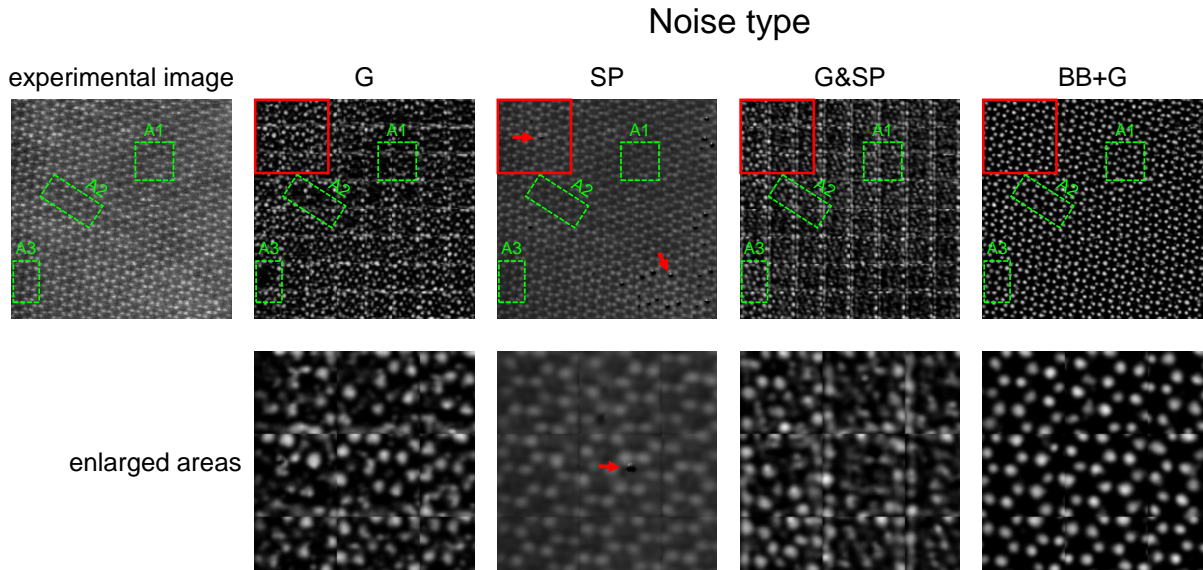 Noise type
experimental image G SP G&SP BB+G
A1 A1 A1 A1 A1
A2 A2 A2 A2 A2
A3 A3 A3 A3 A3
enlarged areas